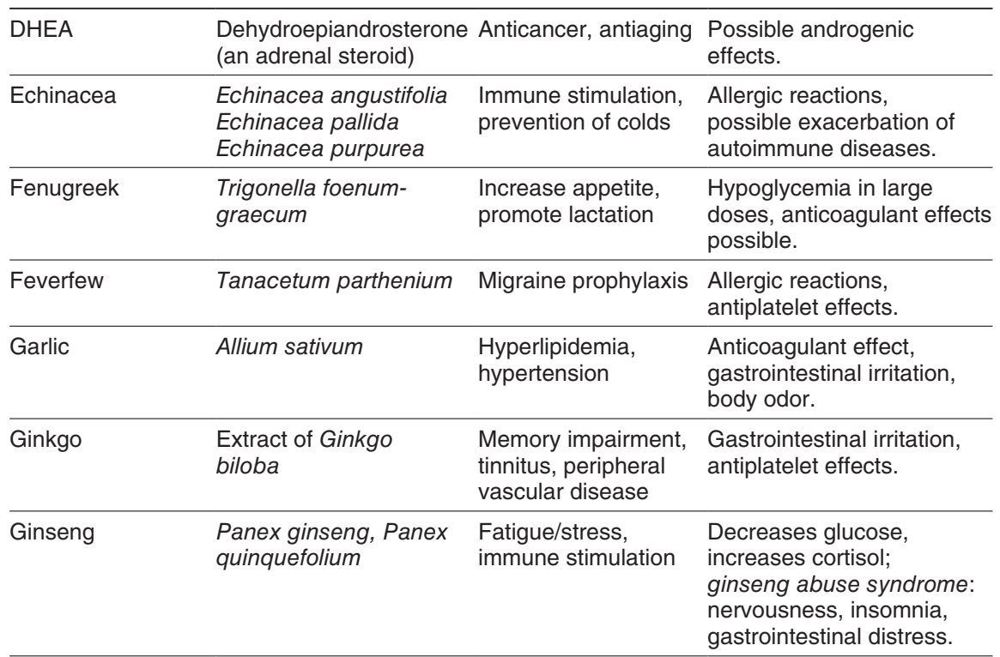 DHEA Dehydroepiandrosterone Anticancer, antiaging Possible androgenic
(an adrenal steroid) effects.
Echinacea Echinacea angustifolia Immune stimulation, Allergic reactions,
Echinacea pallida prevention of colds possible exacerbation of
Echinacea purpurea autoimmune diseases.
Fenugreek Trigonella foenum- Increase appetite, Hypoglycemia in large
graecum promote lactation doses, anticoagulant effects
possible.
Feverfew Tanacetum parthenium Migraine prophylaxis Allergic reactions,
antiplatelet effects.
Garlic Allium sativum Hyperlipidemia, Anticoagulant effect,
hypertension gastrointestinal irritation,
body odor.
Ginkgo Extract of Ginkgo Memory impairment, Gastrointestinal irritation,
biloba tinnitus, peripheral antiplatelet effects.
vascular disease
Ginseng Panex ginseng, Panex Fatigue/stress, Decreases glucose,
quinquefolium immune stimulation increases cortisol;
ginseng abuse syndrome:
nervousness, insomnia,
gastrointestinal distress.